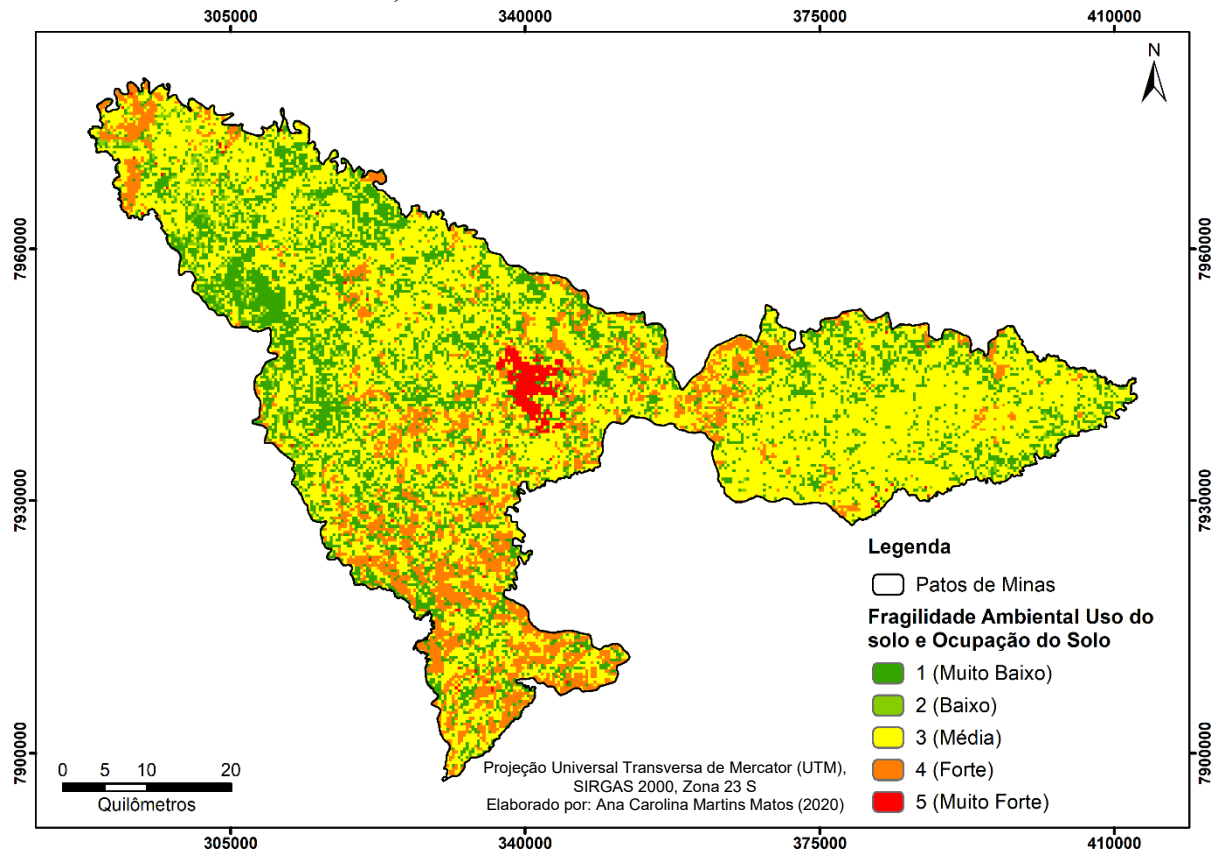 305000 340000 375000 410000
N
7960000 7960000
7930000 7930000
7900000 7900000
Legenda
Patos de Minas
Fragilidade Ambiental Uso do
solo e Ocupação do Solo
1 (Muito Baixo)
2 (Baixo)
3 (Média)
4 (Forte)
5 (Muito Forte)
0 5 10 20
Quilômetros
Projeção Universal Transversa de Mercator (UTM),
SIRGAS 2000, Zona 23 S
Elaborado por: Ana Carolina Martins Matos (2020)
305000 340000 375000 410000